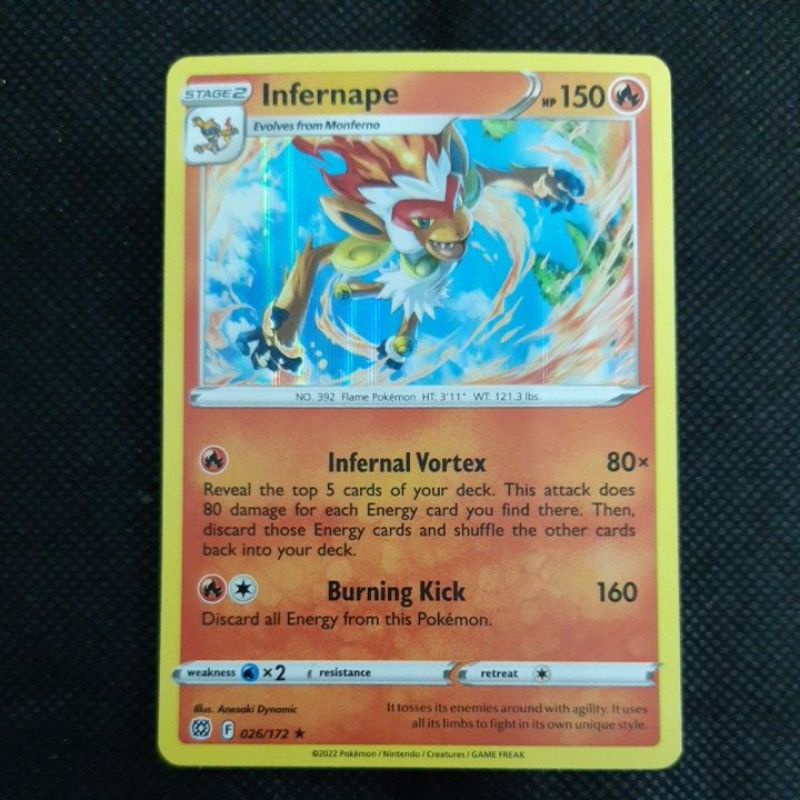 STAGE 2 Infernape HP 150
Evolves from Monferno
NO. 392 Flame Pokémon HT: 3'11" WT: 121.3 lbs.
Infernal Vortex 80×
Reveal the top 5 cards of your deck. This attack does
80 damage for each Energy card you find there. Then,
discard those Energy cards and shuffle the other cards
back into your deck.
Burning Kick 160
Discard all Energy from this Pokémon.
weakness ×2 resistance retreat
Illus. Anesaki Dynamic
It tosses its enemies around with agility. It uses
all its limbs to fight in its own unique style.
F 026/172 ★
©2022 Pokémon / Nintendo / Creatures / GAME FREAK